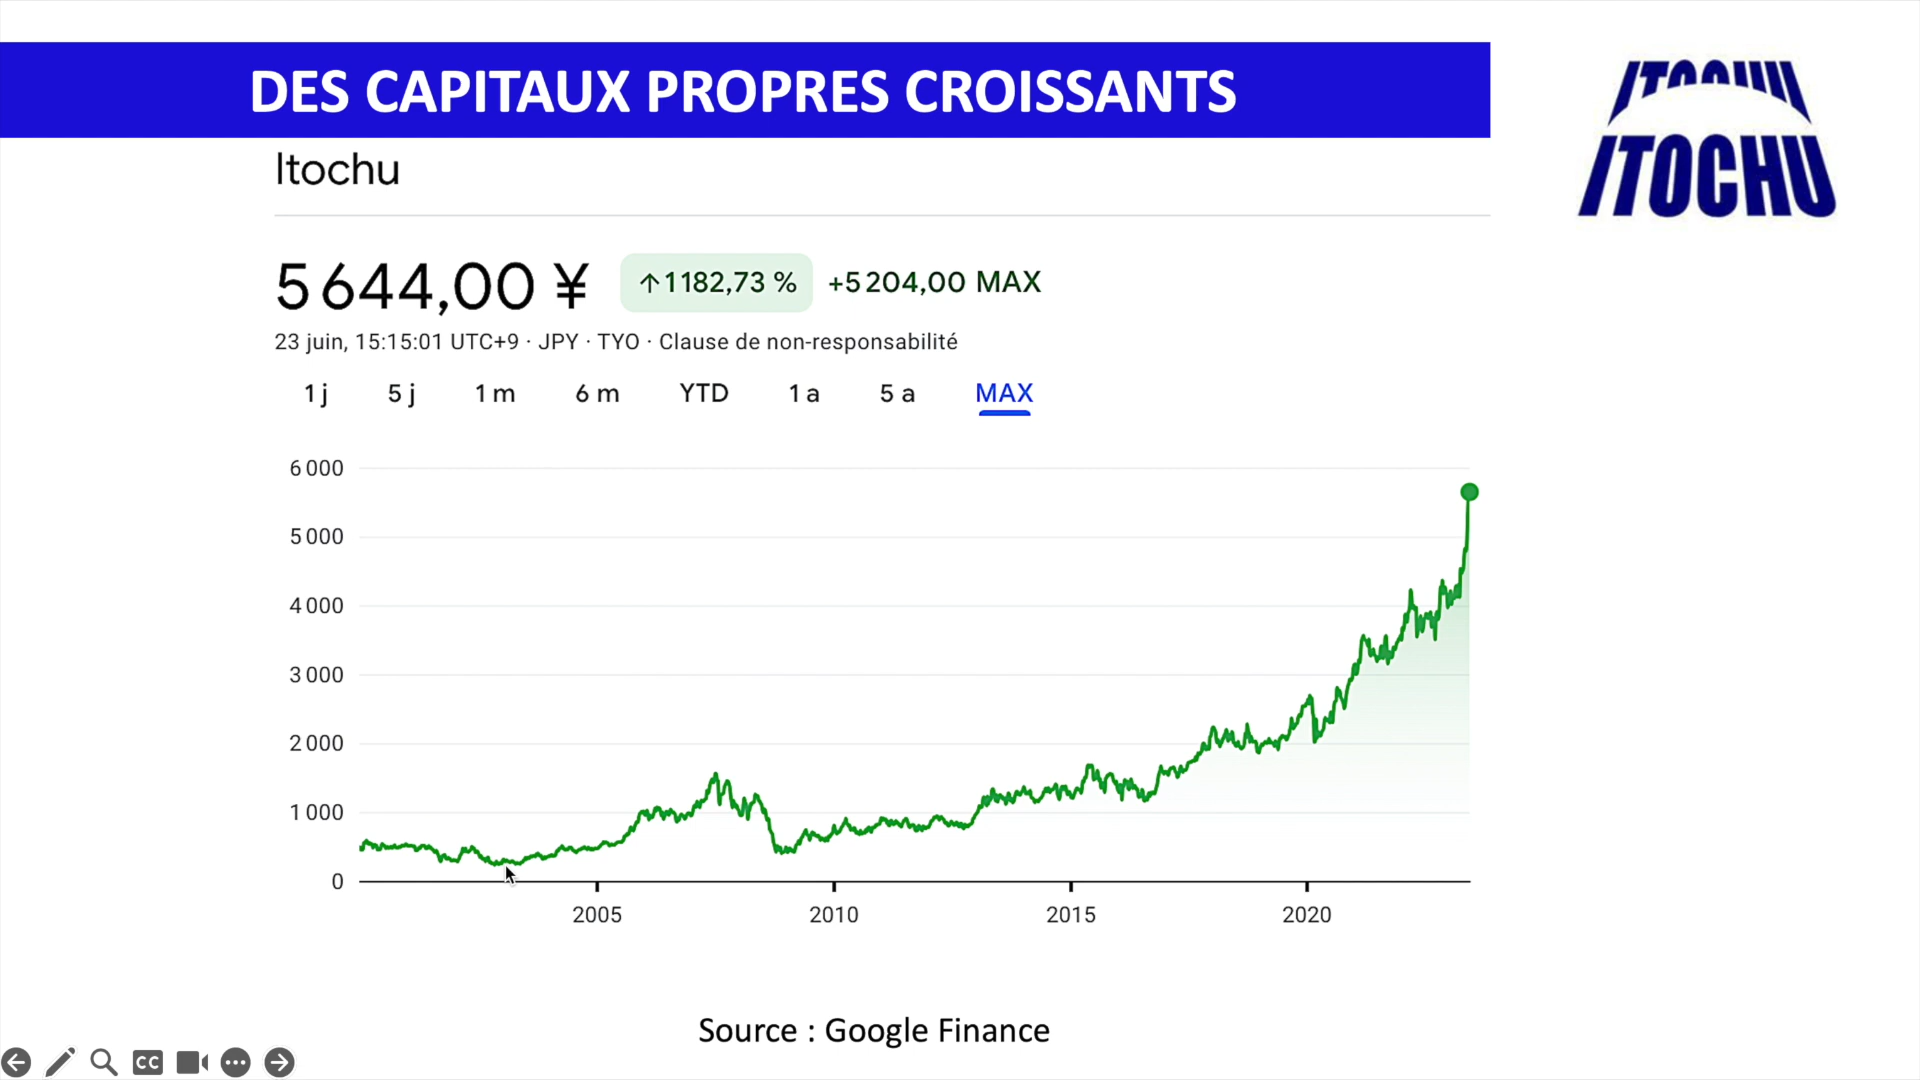 DES CAPITAUX PROPRES CROISSANTS
ITOCHU
ITOCHU
Itochu
5 644,00 ¥ ↑1182,73 % +5 204,00 MAX
23 juin, 15:15:01 UTC+9 · JPY · TYO · Clause de non-responsabilité
1 j 5 j 1 m 6 m YTD 1 a 5 a MAX
6 000
5 000
4 000
3 000
2 000
1 000
0
2005 2010 2015 2020
Source : Google Finance
CC